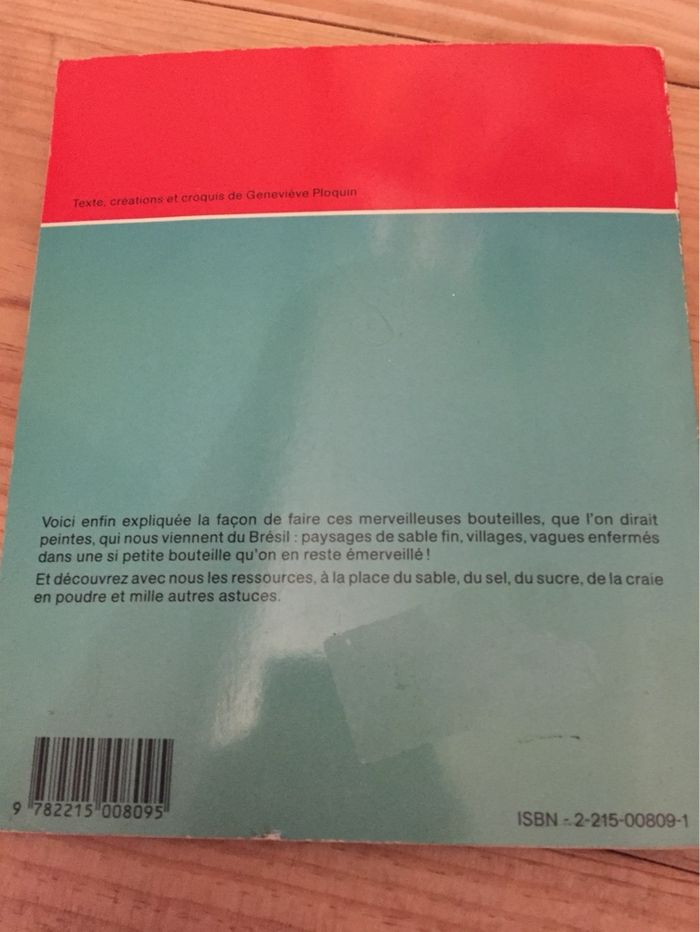 Texte, créations et croquis de Geneviève Ploquin
Voici enfin expliquée la façon de faire ces merveilleuses bouteilles, que l'on dirait
peintes, qui nous viennent du Brésil : paysages de sable fin, villages, vagues enfermés
dans une si petite bouteille qu'on en reste émerveillé !
Et découvrez avec nous les ressources, à la place du sable, du sel, du sucre, de la craie
en poudre et mille autres astuces.
9 782215 008095
ISBN - 2-215-00809-1